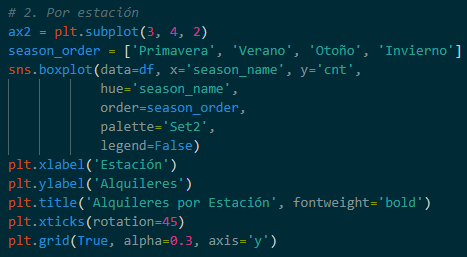 # 2. Por estación
ax2 = plt.subplot(3, 4, 2)
season_order = ['Primavera', 'Verano', 'Otoño', 'Invierno']
sns.boxplot(data=df, x='season_name', y='cnt',
            hue='season_name',
            order=season_order,
            palette='Set2',
            legend=False)
plt.xlabel('Estación')
plt.ylabel('Alquileres')
plt.title('Alquileres por Estación', fontweight='bold')
plt.xticks(rotation=45)
plt.grid(True, alpha=0.3, axis='y')